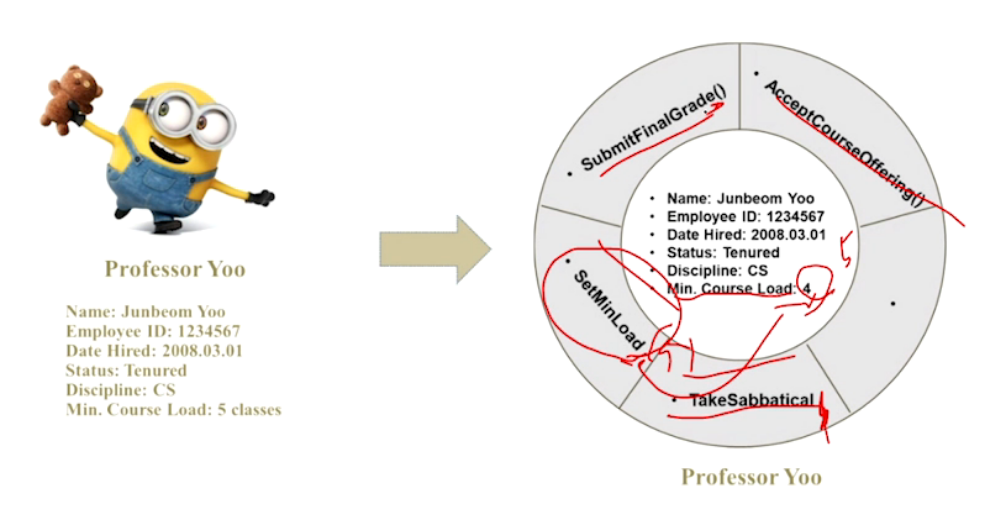 Professor Yoo
Name: Junbeom Yoo
Employee ID: 1234567
Date Hired: 2008.03.01
Status: Tenured
Discipline: CS
Min. Course Load: 5 classes
• SubmitFinalGrade()
• AcceptCourseOffering()
• Name: Junbeom Yoo
• Employee ID: 1234567
• Date Hired: 2008.03.01
• Status: Tenured
• Discipline: CS
• Min. Course Load: 4
5
• SetMinLoad
• TakeSabbatical
•
Professor Yoo